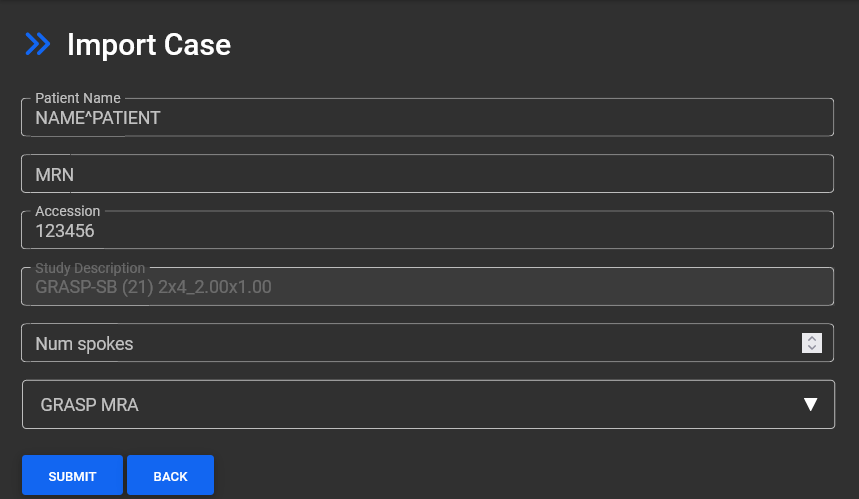 Import Case
Patient Name
NAME^PATIENT
MRN
Accession
123456
Study Description
GRASP-SB (21) 2x4_2.00x1.00
Num spokes
GRASP MRA
SUBMIT BACK